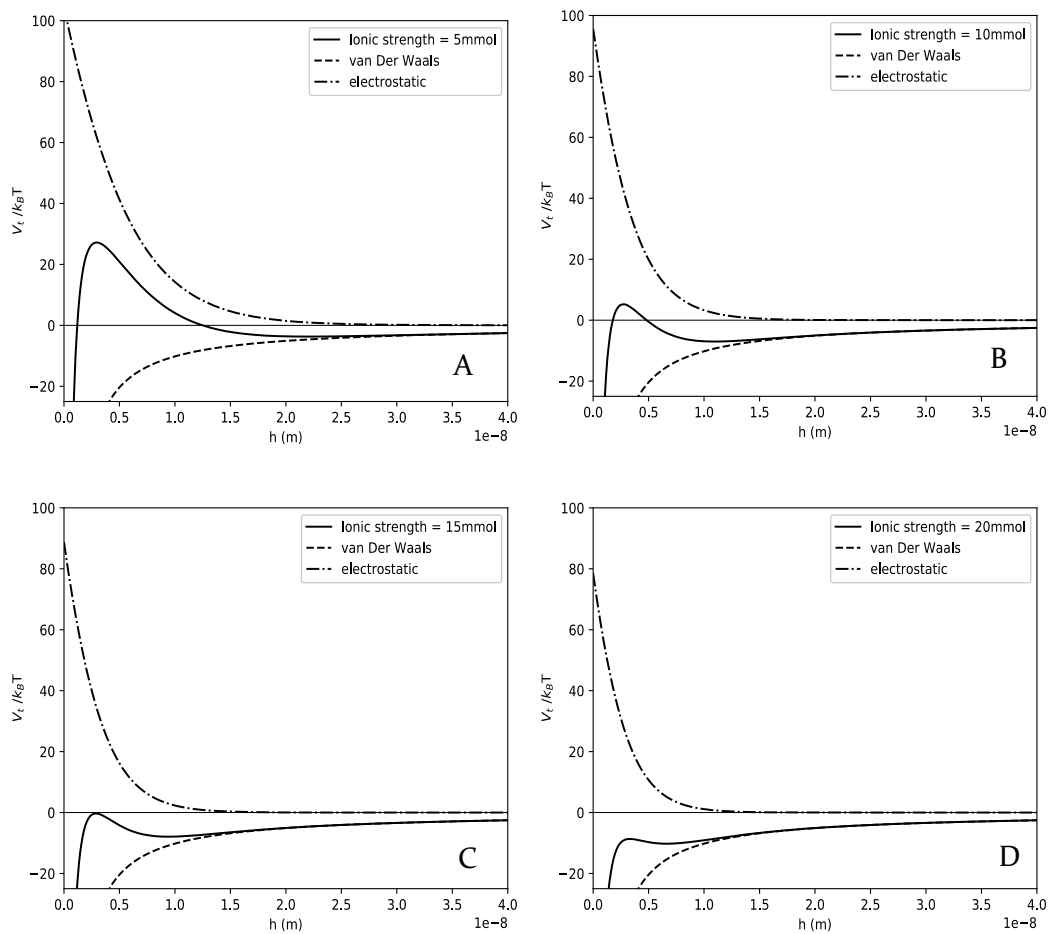 100
80
60
40
20
0
−20
V_t /k_BT
Ionic strength = 5mmol
van Der Waals
electrostatic
A
0.0 0.5 1.0 1.5 2.0 2.5 3.0 3.5 4.0
h (m)
1e−8
100
80
60
40
20
0
−20
V_t /k_BT
Ionic strength = 10mmol
van Der Waals
electrostatic
B
0.0 0.5 1.0 1.5 2.0 2.5 3.0 3.5 4.0
h (m)
1e−8
100
80
60
40
20
0
−20
V_t /k_BT
Ionic strength = 15mmol
van Der Waals
electrostatic
C
0.0 0.5 1.0 1.5 2.0 2.5 3.0 3.5 4.0
h (m)
1e−8
100
80
60
40
20
0
−20
V_t /k_BT
Ionic strength = 20mmol
van Der Waals
electrostatic
D
0.0 0.5 1.0 1.5 2.0 2.5 3.0 3.5 4.0
h (m)
1e−8